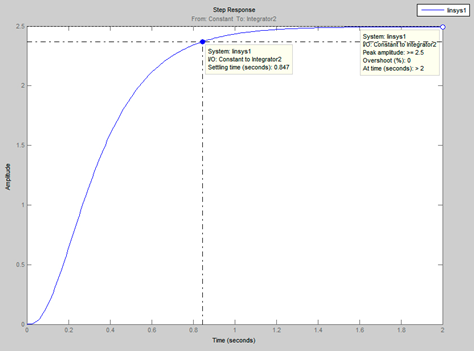 Step Response
From: Constant To: Integrator2
linsys1
System: linsys1
I/O: Constant to Integrator2
Peak amplitude: >= 2.5
Overshoot (%): 0
At time (seconds): > 2
System: linsys1
I/O: Constant to Integrator2
Settling time (seconds): 0.847
Amplitude
2.5
2
1.5
1
0.5
0
0 0.2 0.4 0.6 0.8 1 1.2 1.4 1.6 1.8 2
Time (seconds)